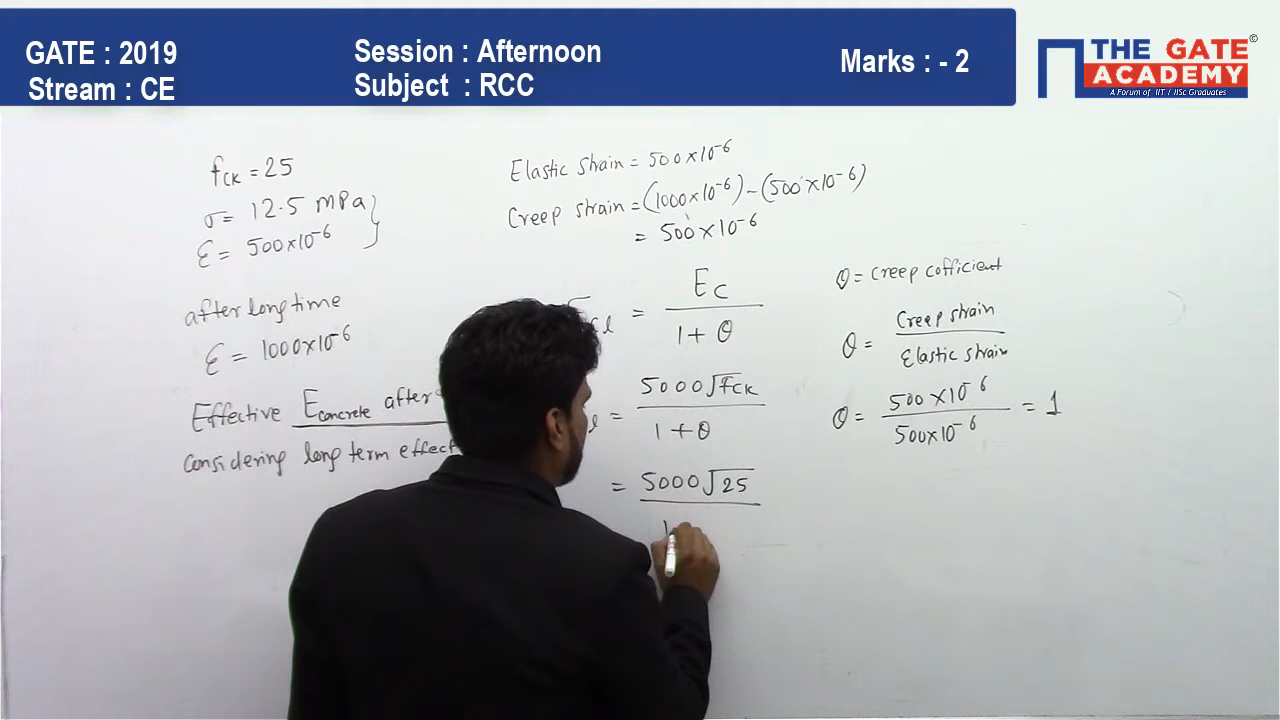 GATE : 2019
Stream : CE
Session : Afternoon
Subject : RCC
Marks : - 2
THE GATE ACADEMY ©
A Forum of IIT / IISc Graduates
fCK = 25
σ = 12.5 MPa
ε = 500×10⁻⁶
after long time
ε = 1000×10⁻⁶
Effective Econcrete after
considering long term effect
Elastic strain = 500×10⁻⁶
Creep strain = (1000×10⁻⁶) - (500×10⁻⁶)
= 500×10⁻⁶
= EC / 1+θ
= 5000√fCK / 1+θ
= 5000√25 / 1
θ = Creep cofficient
θ = Creep strain / Elastic strain
θ = 500×10⁻⁶ / 500×10⁻⁶ = 1